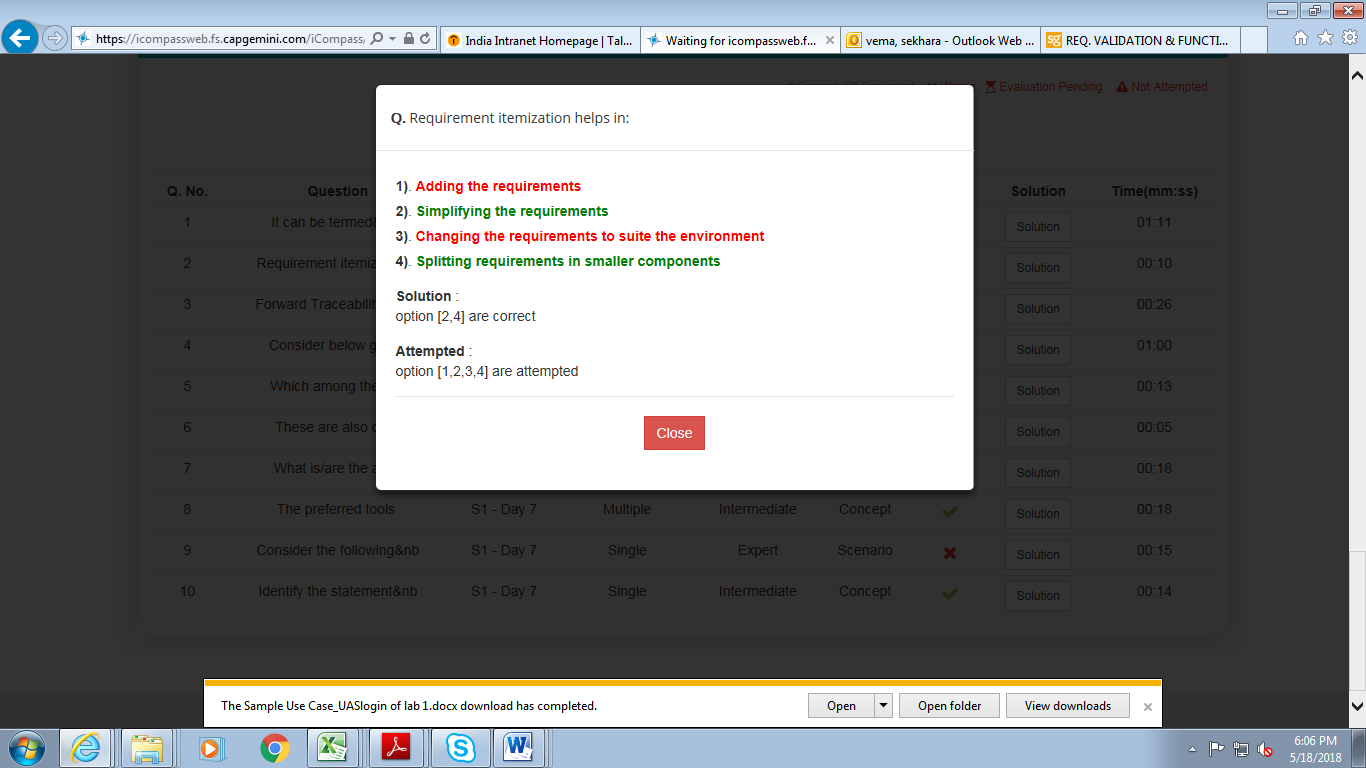 https://icompassweb.fs.capgemini.com/iCompass/
India Intranet Homepage | Tal...
Waiting for icompassweb.f...
vema, sekhara - Outlook Web ...
REQ. VALIDATION & FUNCTI...
Evaluation Pending Not Attempted
Q. Requirement itemization helps in:
1). Adding the requirements
2). Simplifying the requirements
3). Changing the requirements to suite the environment
4). Splitting requirements in smaller components
Solution :
option [2,4] are correct
Attempted :
option [1,2,3,4] are attempted
Close
Q. No. Question Solution Time(mm:ss)
1 It can be termed Solution 01:11
2 Requirement itemiz Solution 00:10
3 Forward Traceabilit Solution 00:26
4 Consider below g Solution 01:00
5 Which among the Solution 00:13
6 These are also Solution 00:05
7 What is/are the a Solution 00:18
8 The preferred tools S1 - Day 7 Multiple Intermediate Concept Solution 00:18
9 Consider the following&nb S1 - Day 7 Single Expert Scenario Solution 00:15
10 Identify the statement&nb S1 - Day 7 Single Intermediate Concept Solution 00:14
The Sample Use Case_UASlogin of lab 1.docx download has completed.
Open Open folder View downloads
6:06 PM
5/18/2018